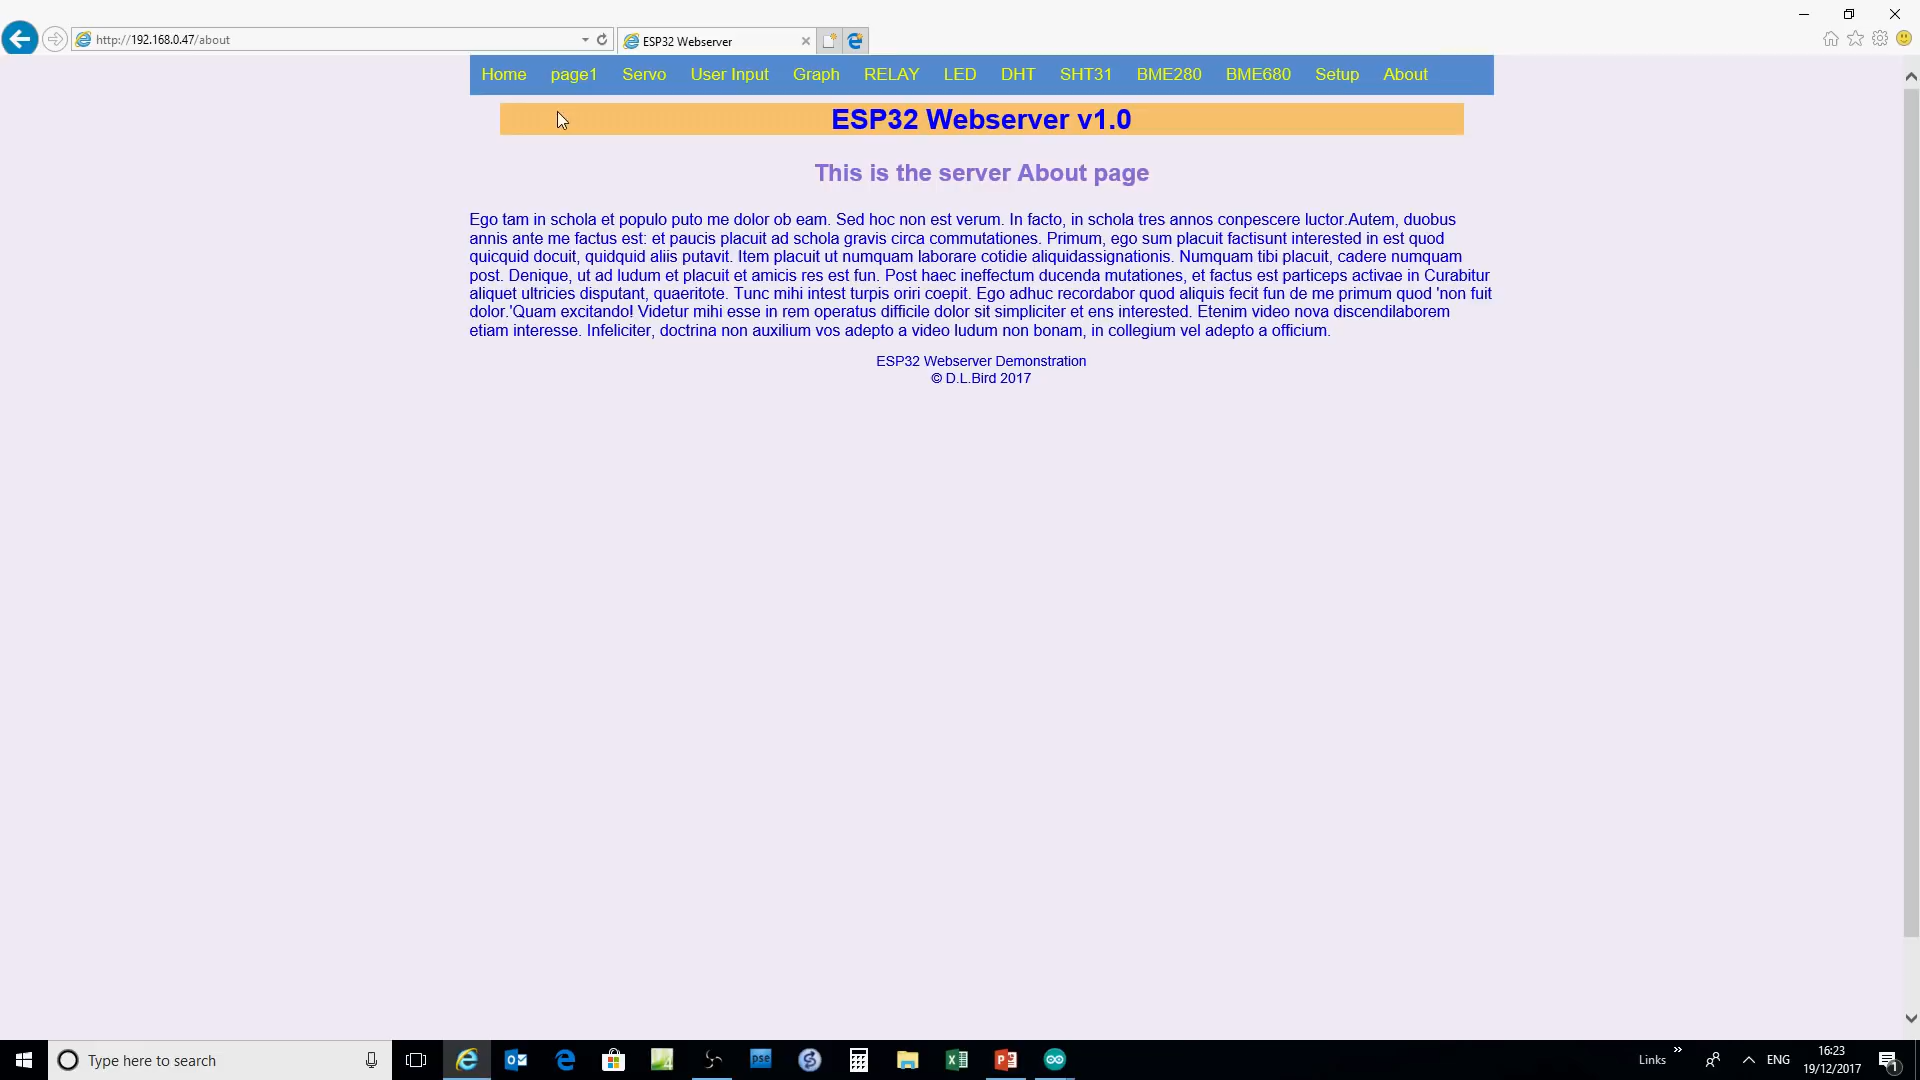 http://192.168.0.47/about
ESP32 Webserver
Home page1 Servo User Input Graph RELAY LED DHT SHT31 BME280 BME680 Setup About
ESP32 Webserver v1.0
This is the server About page
Ego tam in schola et populo puto me dolor ob eam. Sed hoc non est verum. In facto, in schola tres annos conpescere luctor.Autem, duobus
annis ante me factus est: et paucis placuit ad schola gravis circa commutationes. Primum, ego sum placuit factisunt interested in est quod
quicquid docuit, quidquid aliis putavit. Item placuit ut numquam laborare cotidie aliquidassignationis. Numquam tibi placuit, cadere numquam
post. Denique, ut ad ludum et placuit et amicis res est fun. Post haec ineffectum ducenda mutationes, et factus est particeps activae in Curabitur
aliquet ultricies disputant, quaeritote. Tunc mihi intest turpis oriri coepit. Ego adhuc recordabor quod aliquis fecit fun de me primum quod 'non fuit
dolor.'Quam excitando! Videtur mihi esse in rem operatus difficile dolor sit simpliciter et ens interested. Etenim video nova discendilaborem
etiam interesse. Infeliciter, doctrina non auxilium vos adepto a video ludum non bonam, in collegium vel adepto a officium.
ESP32 Webserver Demonstration
© D.L.Bird 2017
Type here to search
pse
Links » ENG
16:23
19/12/2017
1